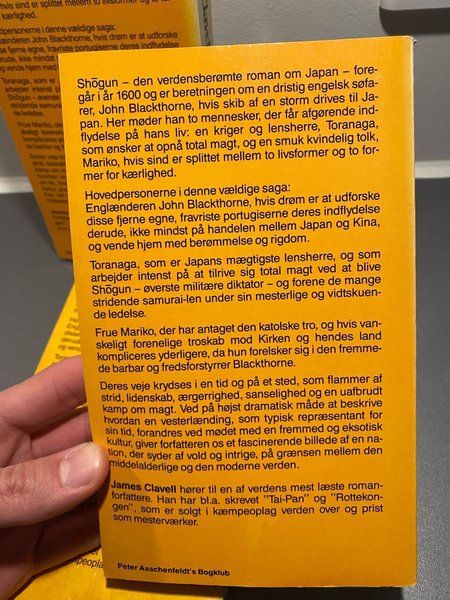 Shōgun – den verdensberømte roman om Japan – fore-
går i år 1600 og er beretningen om en dristig engelsk søfa-
rer, John Blackthorne, hvis skib af en storm drives til Ja-
pan. Her møder han to mennesker, der får afgørende ind-
flydelse på hans liv: en kriger og lensherre, Toranaga,
som ønsker at opnå total magt, og en smuk kvindelig tolk,
Mariko, hvis sind er splittet mellem to livsformer og to for-
mer for kærlighed.
Hovedpersonerne i denne vældige saga:
Englænderen John Blackthorne, hvis drøm er at udforske
disse fjerne egne, fravriste portugiserne deres indflydelse
derude, ikke mindst på handelen mellem Japan og Kina,
og vende hjem med berømmelse og rigdom.
Toranaga, som er Japans mægtigste lensherre, og som
arbejder intenst på at tilrive sig total magt ved at blive
Shōgun – øverste militære diktator – og forene de mange
stridende samurai-len under sin mesterlige og vidtskuen-
de ledelse.
Frue Mariko, der har antaget den katolske tro, og hvis van-
skeligt forenelige troskab mod Kirken og hendes land
kompliceres yderligere, da hun forelsker sig i den fremme-
de barbar og fredsforstyrrer Blackthorne.
Deres veje krydses i en tid og på et sted, som flammer af
strid, lidenskab, ærgerrighed, sanselighed og en uafbrudt
kamp om magt. Ved på højst dramatisk måde at beskrive
hvordan en vesterlænding, som typisk repræsentant for
sin tid, forandres ved mødet med en fremmed og eksotisk
kultur, giver forfatteren os et fascinerende billede af en na-
tion, der syder af vold og intrige, på grænsen mellem den
middelalderlige og den moderne verden.
James Clavell hører til en af verdens mest læste roman-
forfattere. Han har bl.a. skrevet "Tai-Pan" og "Rottekon-
gen", som er solgt i kæmpeoplag verden over og prist
som mesterværker.
Peter Asschenfeldt's Bogklub